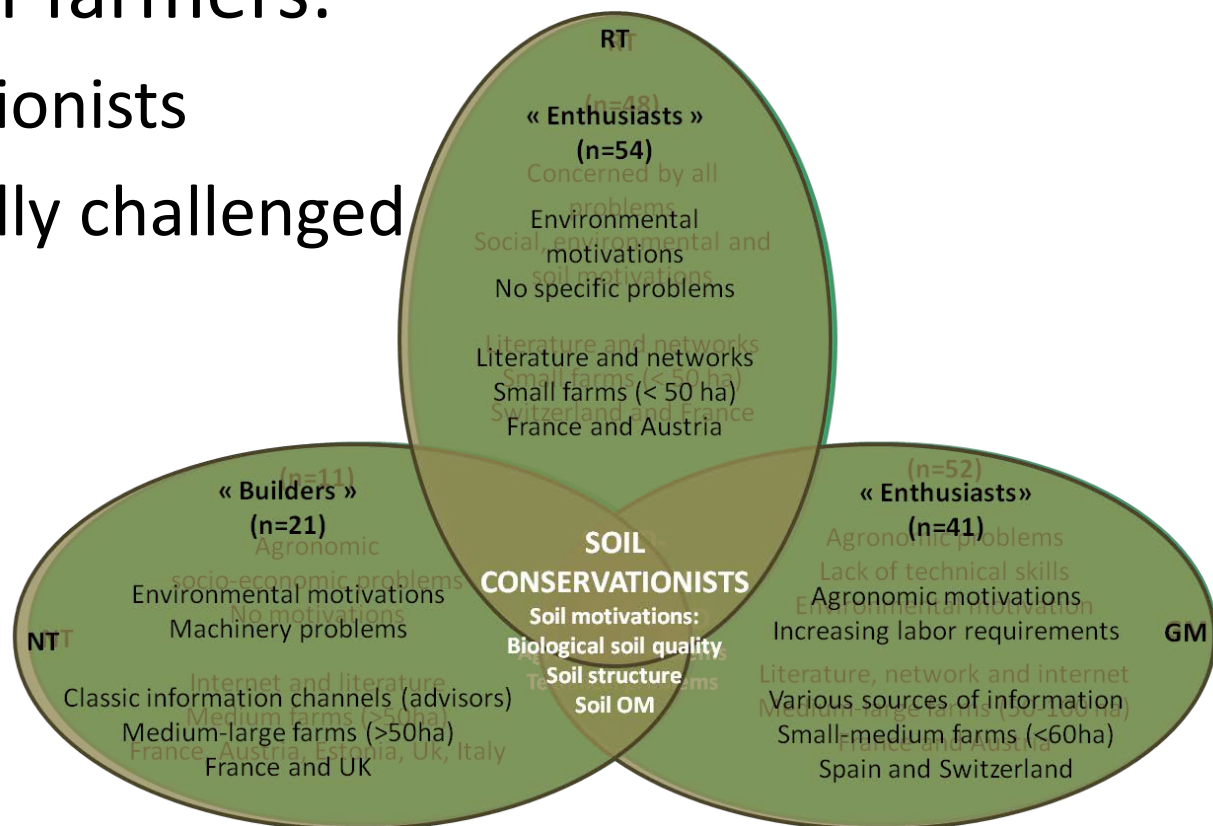 farmers:
ionists
lly challenged
RT
RT
(n=48)
« Enthusiasts »
(n=54)
Concerned by all
problems
Environmental
Social, environmental and
motivations
soil motivations
No specific problems
Literature and networks
Literature and networks
Small farms (< 50 ha)
Small farms (< 50 ha)
Switzerland and France
France and Austria
(n=11)
« Builders »
(n=21)
Agronomic
socio-economic problems
Environmental motivations
No motivations
Machinery problems
NT
NT
Internet and literature
Classic information channels (advisors)
Medium farms (>50ha)
Medium-large farms (>50ha)
France, Austria, Estonia, Uk, Italy
France and UK
SOIL
CONSERVATIONISTS
Soil motivations:
Biological soil quality
Soil structure
Soil OM
(n=52)
« Enthusiasts»
(n=41)
Agronomic problems
Lack of technical skills
Agronomic motivations
Environmental motivation
Increasing labor requirements
GM
Literature, network and internet
Various sources of information
Medium-large farms (50-100 ha)
Small-medium farms (<60ha)
France and Austria
Spain and Switzerland